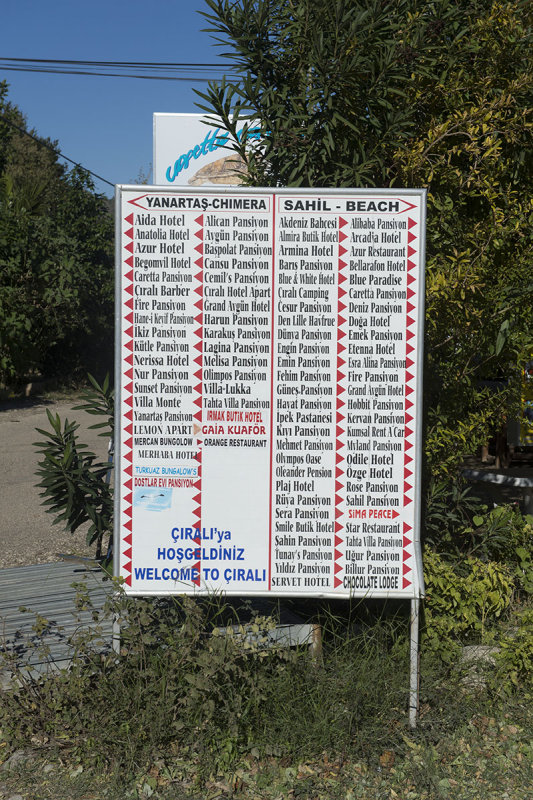 caretta
YANARTAŞ-CHIMERA
Aida Hotel
Anatolia Hotel
Azur Hotel
Begomvil Hotel
Caretta Pansiyon
Çıralı Barber
Fire Pansiyon
Hane-i Keyif Pansiyon
İkiz Pansiyon
Kütle Pansiyon
Nerissa Hotel
Nur Pansiyon
Sunset Pansiyon
Villa Monte
Yanartaş Pansiyon
LEMON APART
MERCAN BUNGOLOW
MERHABA HOTEL
TURKUAZ BUNGALOW'S
DOSTLAR EVİ PANSİYON
Alican Pansiyon
Aygün Pansiyon
Başpolat Pansiyon
Cansu Pansiyon
Cemil's Pansiyon
Çıralı Hotel Apart
Grand Aygün Hotel
Harun Pansiyon
Karakuş Pansiyon
Lagina Pansiyon
Melisa Pansiyon
Olimpos Pansiyon
Villa-Lukka
Tahta Villa Pansiyon
IRMAK BUTİK HOTEL
GAİA KUAFÖR
ORANGE RESTAURANT
ÇIRALI'ya
HOŞGELDİNİZ
WELCOME TO ÇIRALI
SAHİL - BEACH
Akdeniz Bahçesi
Almira Butik Hotel
Armina Hotel
Barış Pansiyon
Blue & White Hotel
Çıralı Camping
Cesur Pansiyon
Den Lille Havfrue
Dünya Pansiyon
Engin Pansiyon
Emin Pansiyon
Fehim Pansiyon
Güneş Pansiyon
Hayat Pansiyon
İpek Pastanesi
Kıyı Pansiyon
Mehmet Pansiyon
Olympos Oase
Oleander Pension
Plaj Hotel
Rüya Pansiyon
Sera Pansiyon
Smile Butik Hotel
Şahin Pansiyon
Tunay's Pansiyon
Yıldız Pansiyon
SERVET HOTEL
Alibaba Pansiyon
Arcadia Hotel
Azur Restaurant
Bellarafon Hotel
Blue Paradise
Caretta Pansiyon
Deniz Pansiyon
Doğa Hotel
Emek Pansiyon
Etenna Hotel
Esra Alina Pansiyon
Fire Pansiyon
Grand Aygün Hotel
Hobbit Pansiyon
Kervan Pansiyon
Kumsal Rent A Car
Myland Pansiyon
Odile Hotel
Özge Hotel
Rose Pansiyon
Sahil Pansiyon
SİMA PEACE
Star Restaurant
Tahta Villa Pansiyon
Uğur Pansiyon
Billur Pansiyon
CHOCOLATE LODGE